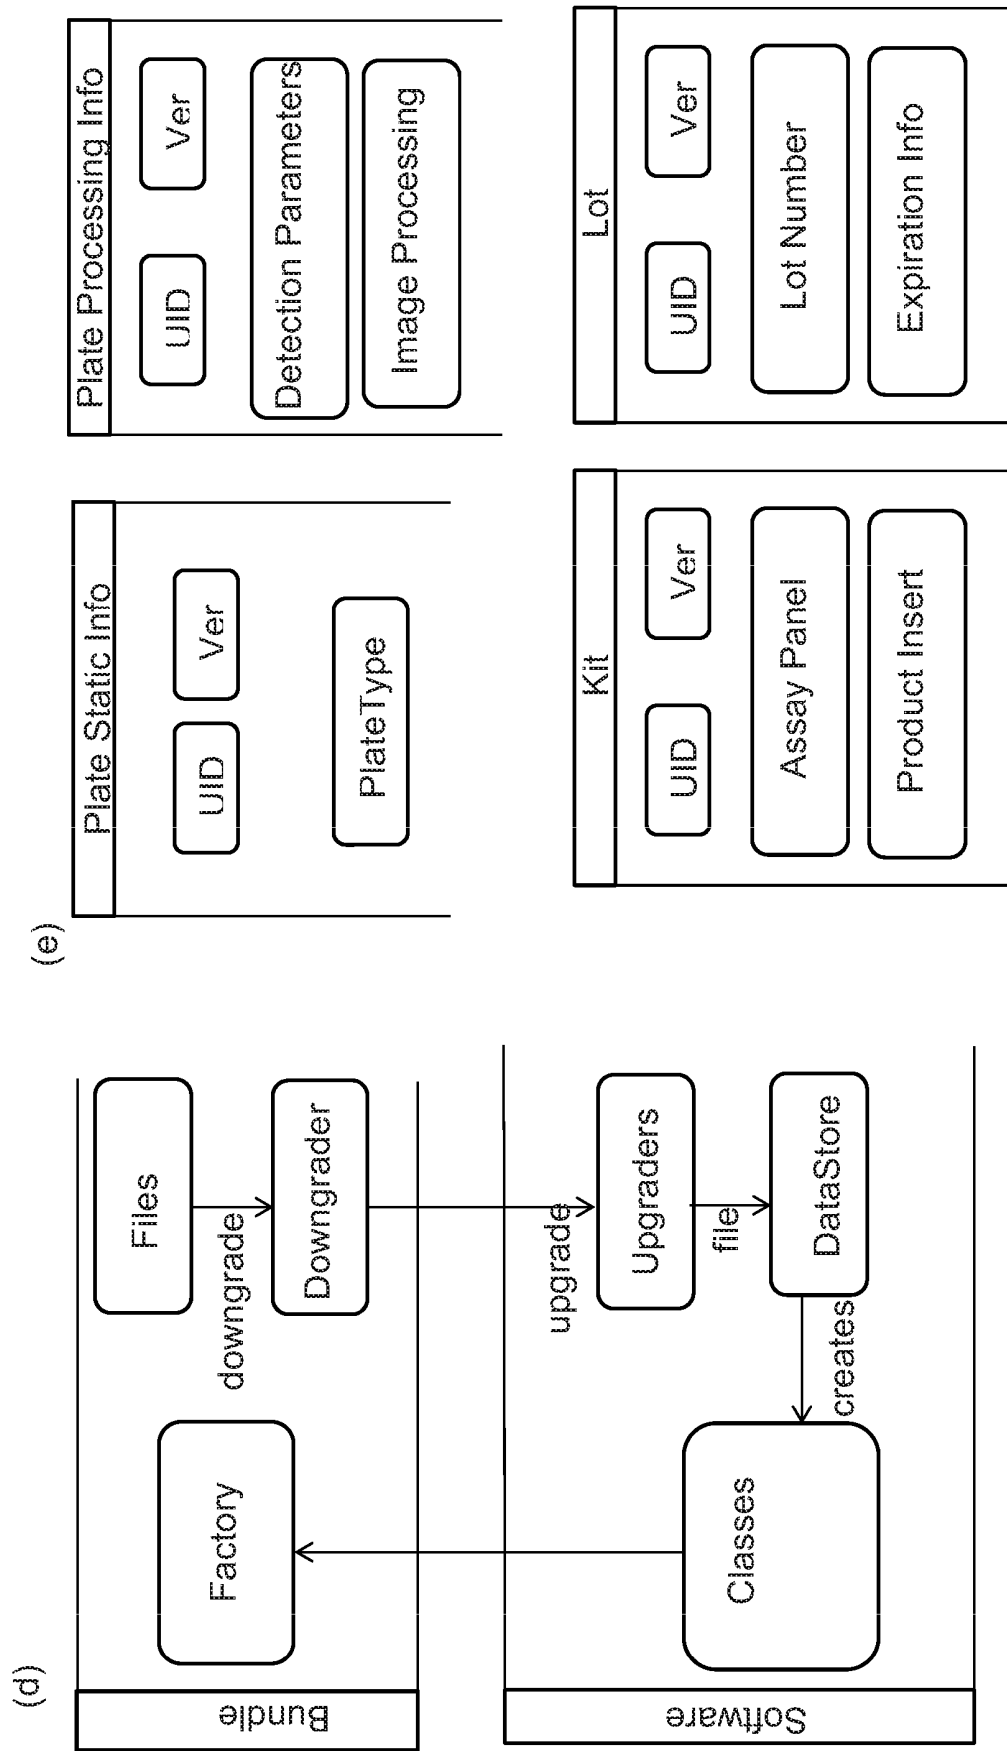 (d)
Bundle
Factory
Files
downgrade
Downgrader
Software
upgrade
Upgraders
file
DataStore
creates
Classes
(e)
Plate Static Info
UID
Ver
PlateType
Plate Processing Info
UID
Ver
Detection Parameters
Image Processing
Kit
UID
Ver
Assay Panel
Product Insert
Lot
UID
Ver
Lot Number
Expiration Info